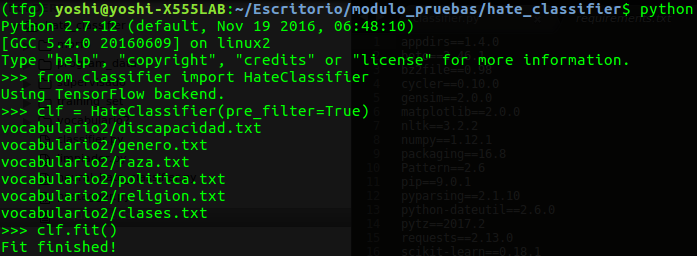 (tfg) yoshi@yoshi-X555LAB:~/Escritorio/modulo_pruebas/hate_classifier$ python
Python 2.7.12 (default, Nov 19 2016, 06:48:10)
[GCC 5.4.0 20160609] on linux2
Type "help", "copyright", "credits" or "license" for more information.
>>> from classifier import HateClassifier
Using TensorFlow backend.
>>> clf = HateClassifier(pre_filter=True)
vocabulario2/discapacidad.txt
vocabulario2/genero.txt
vocabulario2/raza.txt
vocabulario2/politica.txt
vocabulario2/religion.txt
vocabulario2/clases.txt
>>> clf.fit()
Fit finished!
appdirs==1.4.0
cycler==0.10.0
gensim==2.0.0
matplotlib==2.0.0
nltk==3.2.2
numpy==1.12.1
packaging==16.8
Pattern==2.6
pip==9.0.1
pyparsing==2.1.10
python-dateutil==2.6.0
pytz==2017.2
requests==2.13.0
scikit-learn==0.18.1